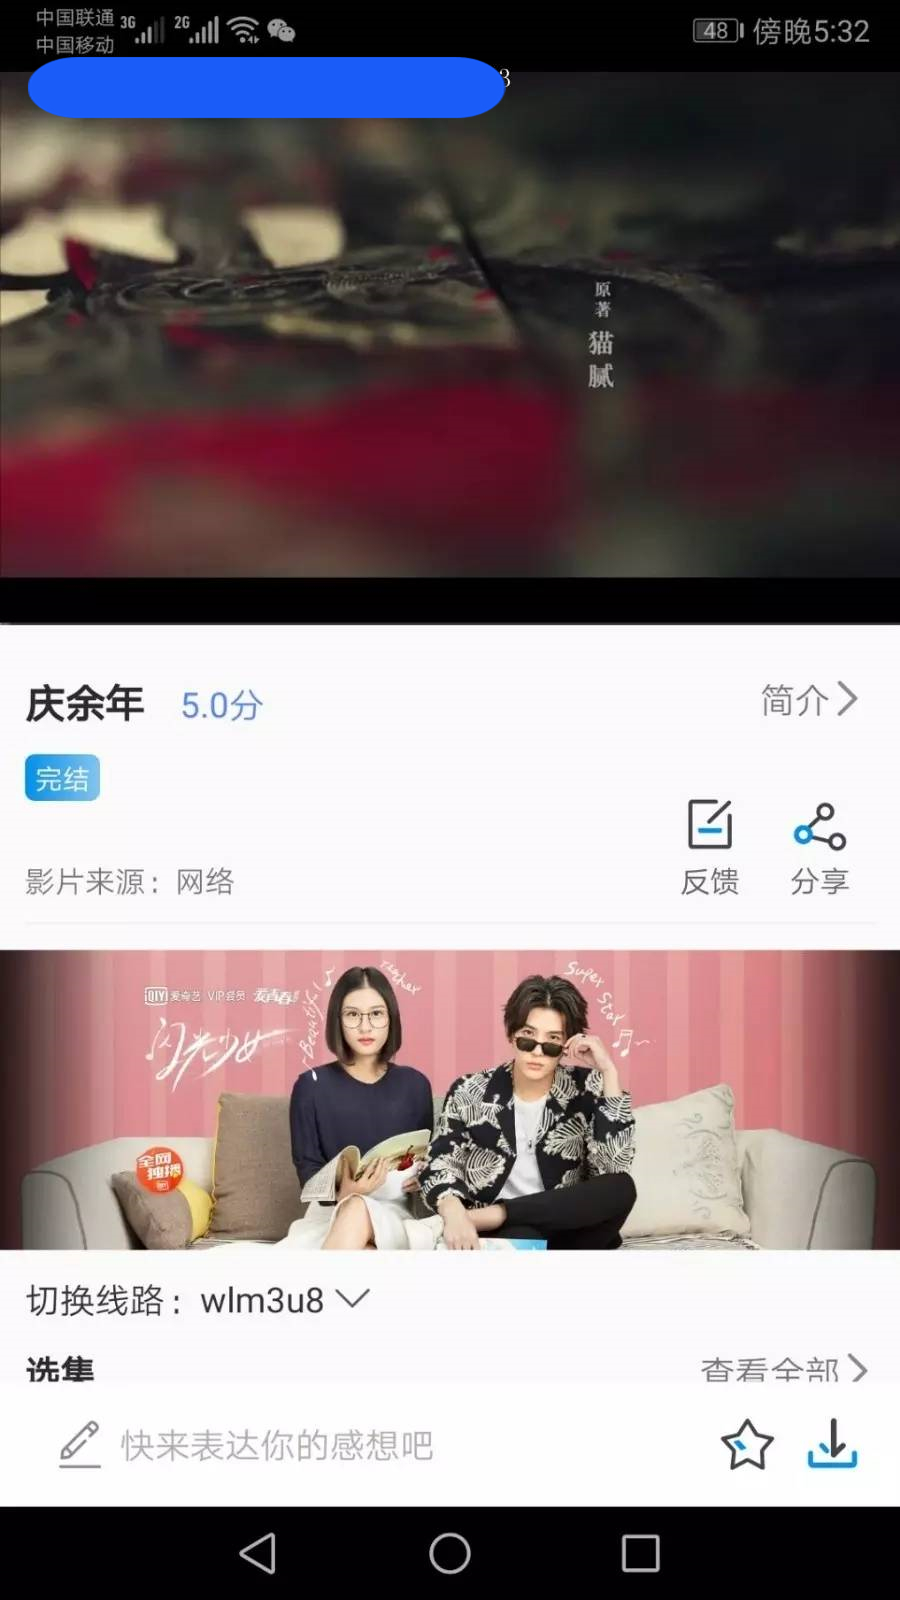 中国联通 3G 2G
中国移动
48 傍晚5:32
3
原著
猫腻
庆余年 5.0分 简介
完结
影片来源：网络
反馈 分享
QIY 爱奇艺 VIP会员 爱青春
闪光少女
Beautiful
Super Star
全网
独播
切换线路：wlm3u8
选集 查看全部
快来表达你的感想吧